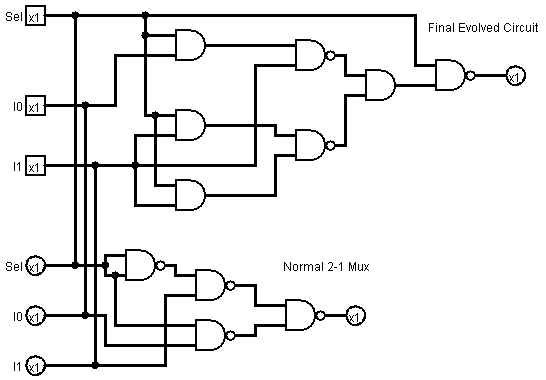 Sel x1
Final Evolved Circuit
x1
I0 x1
I1 x1
Sel x1
Normal 2-1 Mux
I0 x1
x1
I1 x1